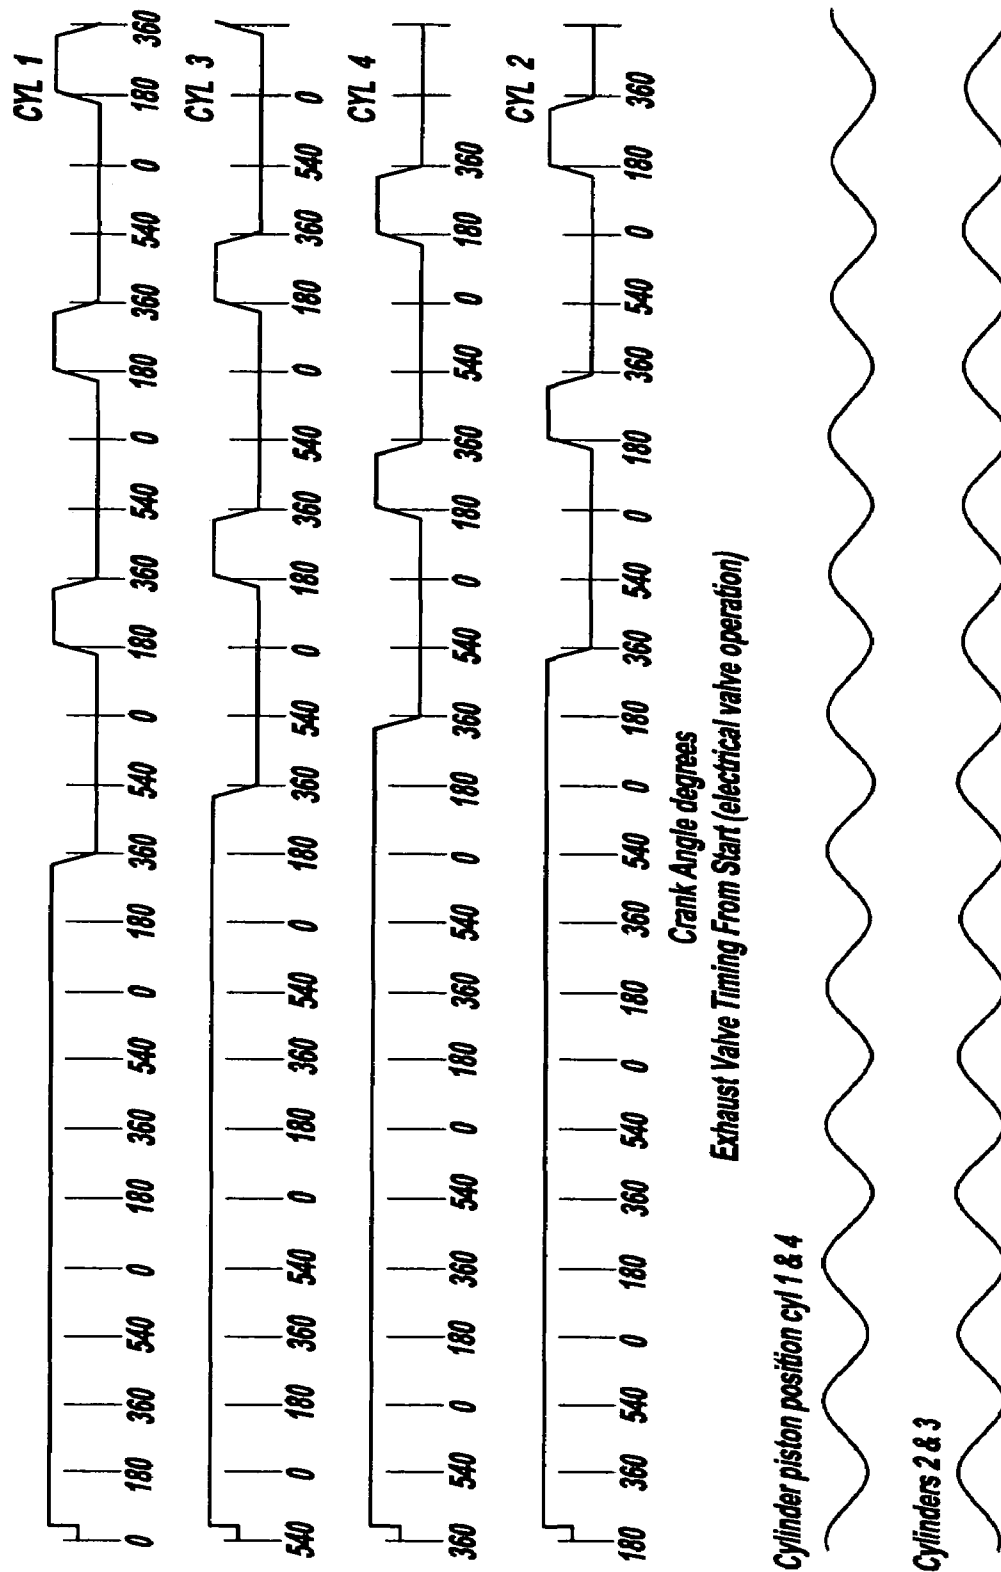 CYL 1
0 180 360 540 0 180 360 540 0 180 360 540 0 180 360 540 0 180 360 540 0 180 360
CYL 3
540 0 180 360 540 0 180 360 540 0 180 360 540 0 180 360 540 0 180 360 540 0
CYL 4
360 540 0 180 360 540 0 180 360 540 0 180 360 540 0 180 360 540 0 180 360
CYL 2
180 360 540 0 180 360 540 0 180 360 540 0 180 360 540 0 180 360 540 0 180 360
Crank Angle degrees
Exhaust Valve Timing From Start (electrical valve operation)
Cylinder piston position cyl 1 & 4
Cylinders 2 & 3